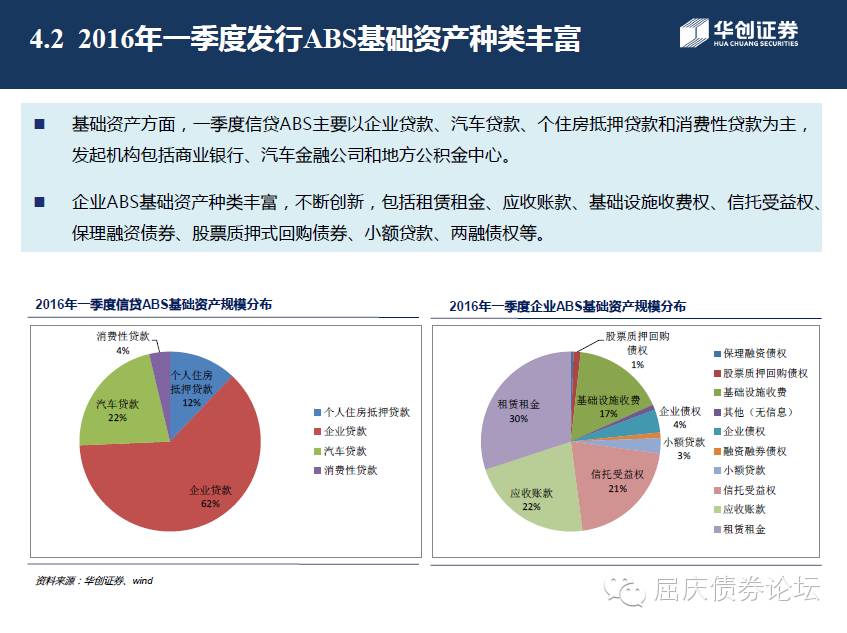 4.2 2016年一季度发行ABS基础资产种类丰富
华创证券
HUA CHUANG SECURITIES
基础资产方面，一季度信贷ABS主要以企业贷款、汽车贷款、个住房抵押贷款和消费性贷款为主，
发起机构包括商业银行、汽车金融公司和地方公积金中心。
企业ABS基础资产种类丰富，不断创新，包括租赁租金、应收账款、基础设施收费权、信托受益权、
保理融资债券、股票质押式回购债券、小额贷款、两融债权等。
2016年一季度信贷ABS基础资产规模分布
消费性贷款
4%
个人住房
抵押贷款
12%
汽车贷款
22%
企业贷款
62%
个人住房抵押贷款
企业贷款
汽车贷款
消费性贷款
2016年一季度企业ABS基础资产规模分布
股票质押回购
债权
1%
租赁租金
30%
基础设施收费
17%
企业债权
4%
小额贷款
3%
信托受益权
21%
应收账款
22%
保理融资债权
股票质押回购债权
基础设施收费
其他（无信息）
企业债权
融资融券债权
小额贷款
信托受益权
应收账款
租赁租金
资料来源：华创证券、wind
屈庆债券论坛